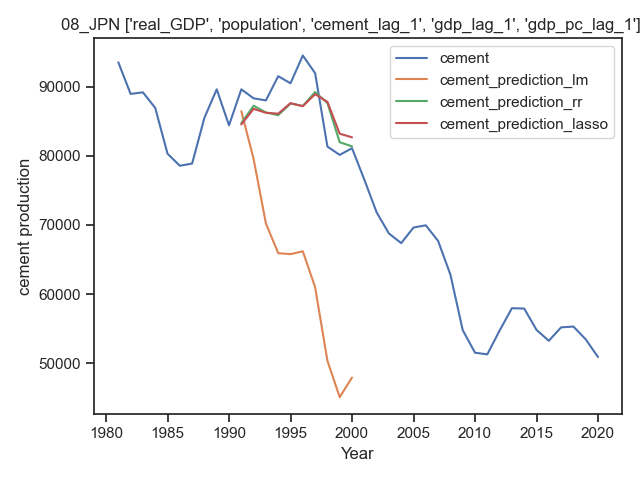 08_JPN ['real_GDP', 'population', 'cement_lag_1', 'gdp_lag_1', 'gdp_pc_lag_1']
cement
cement_prediction_lm
cement_prediction_rr
cement_prediction_lasso
90000
80000
70000
60000
50000
cement production
1980 1985 1990 1995 2000 2005 2010 2015 2020
Year